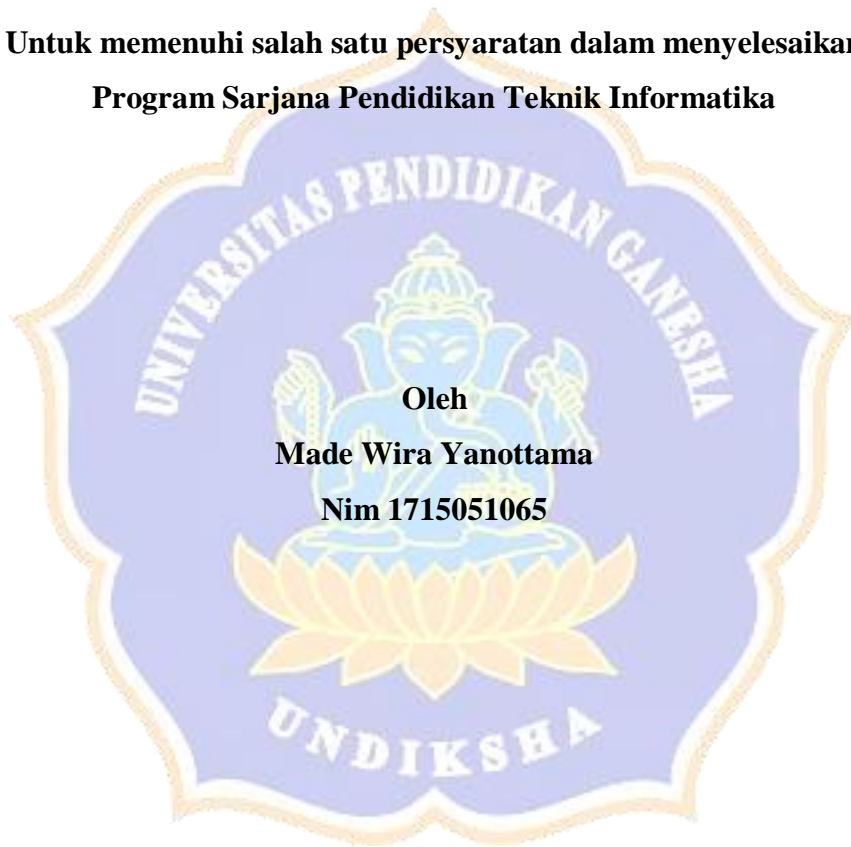 Untuk memenuhi salah satu persyaratan dalam menyelesaikan
Program Sarjana Pendidikan Teknik Informatika
UNIVERSITAS PENDIDIKAN GANESHA
Oleh
Made Wira Yanottama
Nim 1715051065
UNDIKSHA